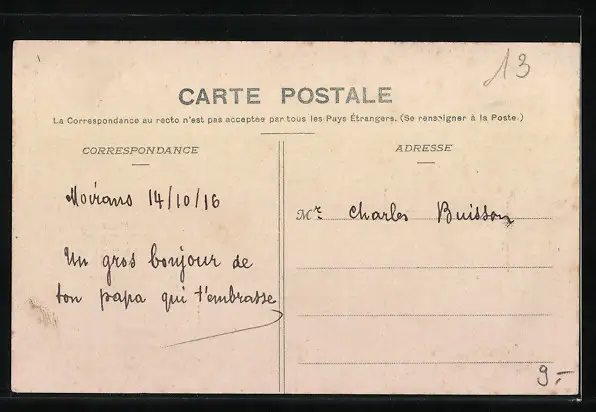 13
CARTE POSTALE
La Correspondance au recto n'est pas acceptée par tous les Pays Étrangers. (Se renseigner à la Poste.)
CORRESPONDANCE
ADRESSE
Moirans 14/10/16
Mr Charles Buisson
Un gros bonjour de
ton papa qui t'embrasse
9.-